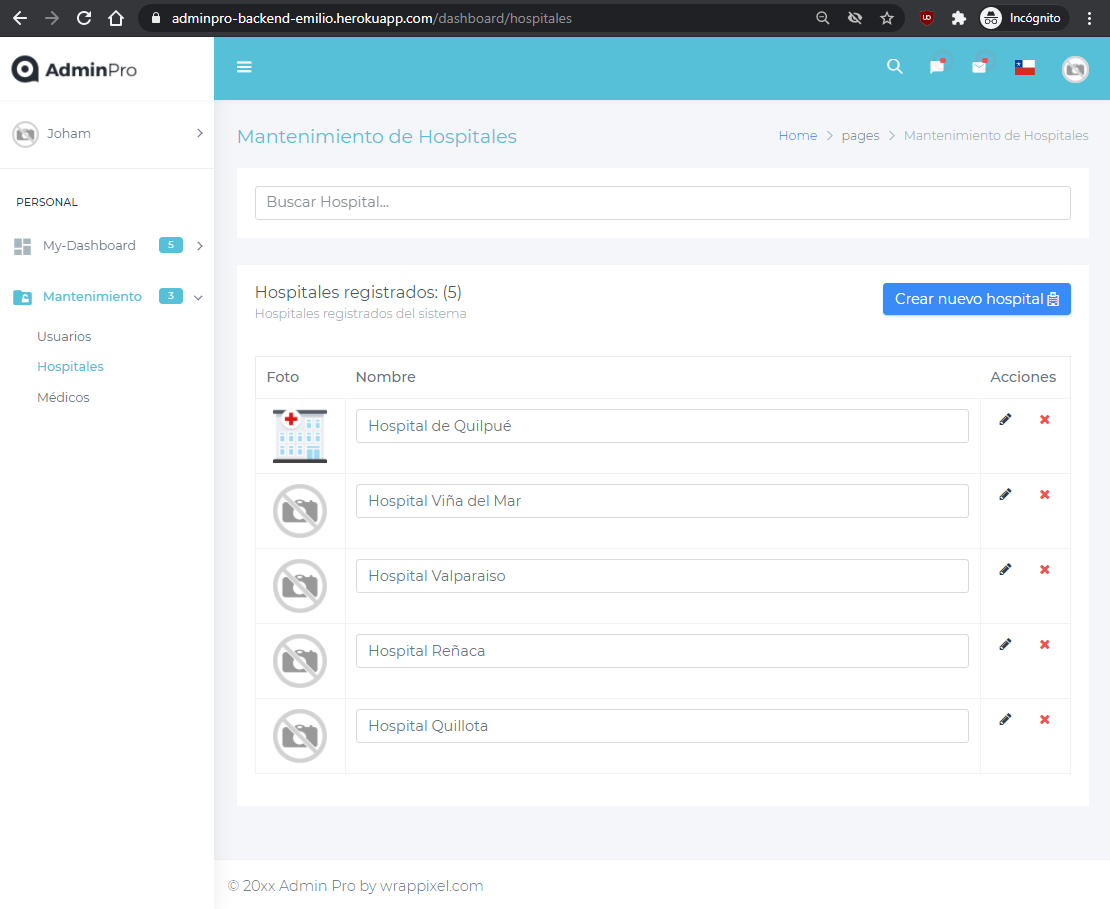 adminpro-backend-emilio.herokuapp.com/dashboard/hospitales
Incógnito
AdminPro
Joham
PERSONAL
My-Dashboard 5
Mantenimiento 3
Usuarios
Hospitales
Médicos
Mantenimiento de Hospitales
Home > pages > Mantenimiento de Hospitales
Buscar Hospital...
Hospitales registrados: (5)
Hospitales registrados del sistema
Crear nuevo hospital
Foto Nombre Acciones
Hospital de Quilpué
Hospital Viña del Mar
Hospital Valparaiso
Hospital Reñaca
Hospital Quillota
© 20xx Admin Pro by wrappixel.com